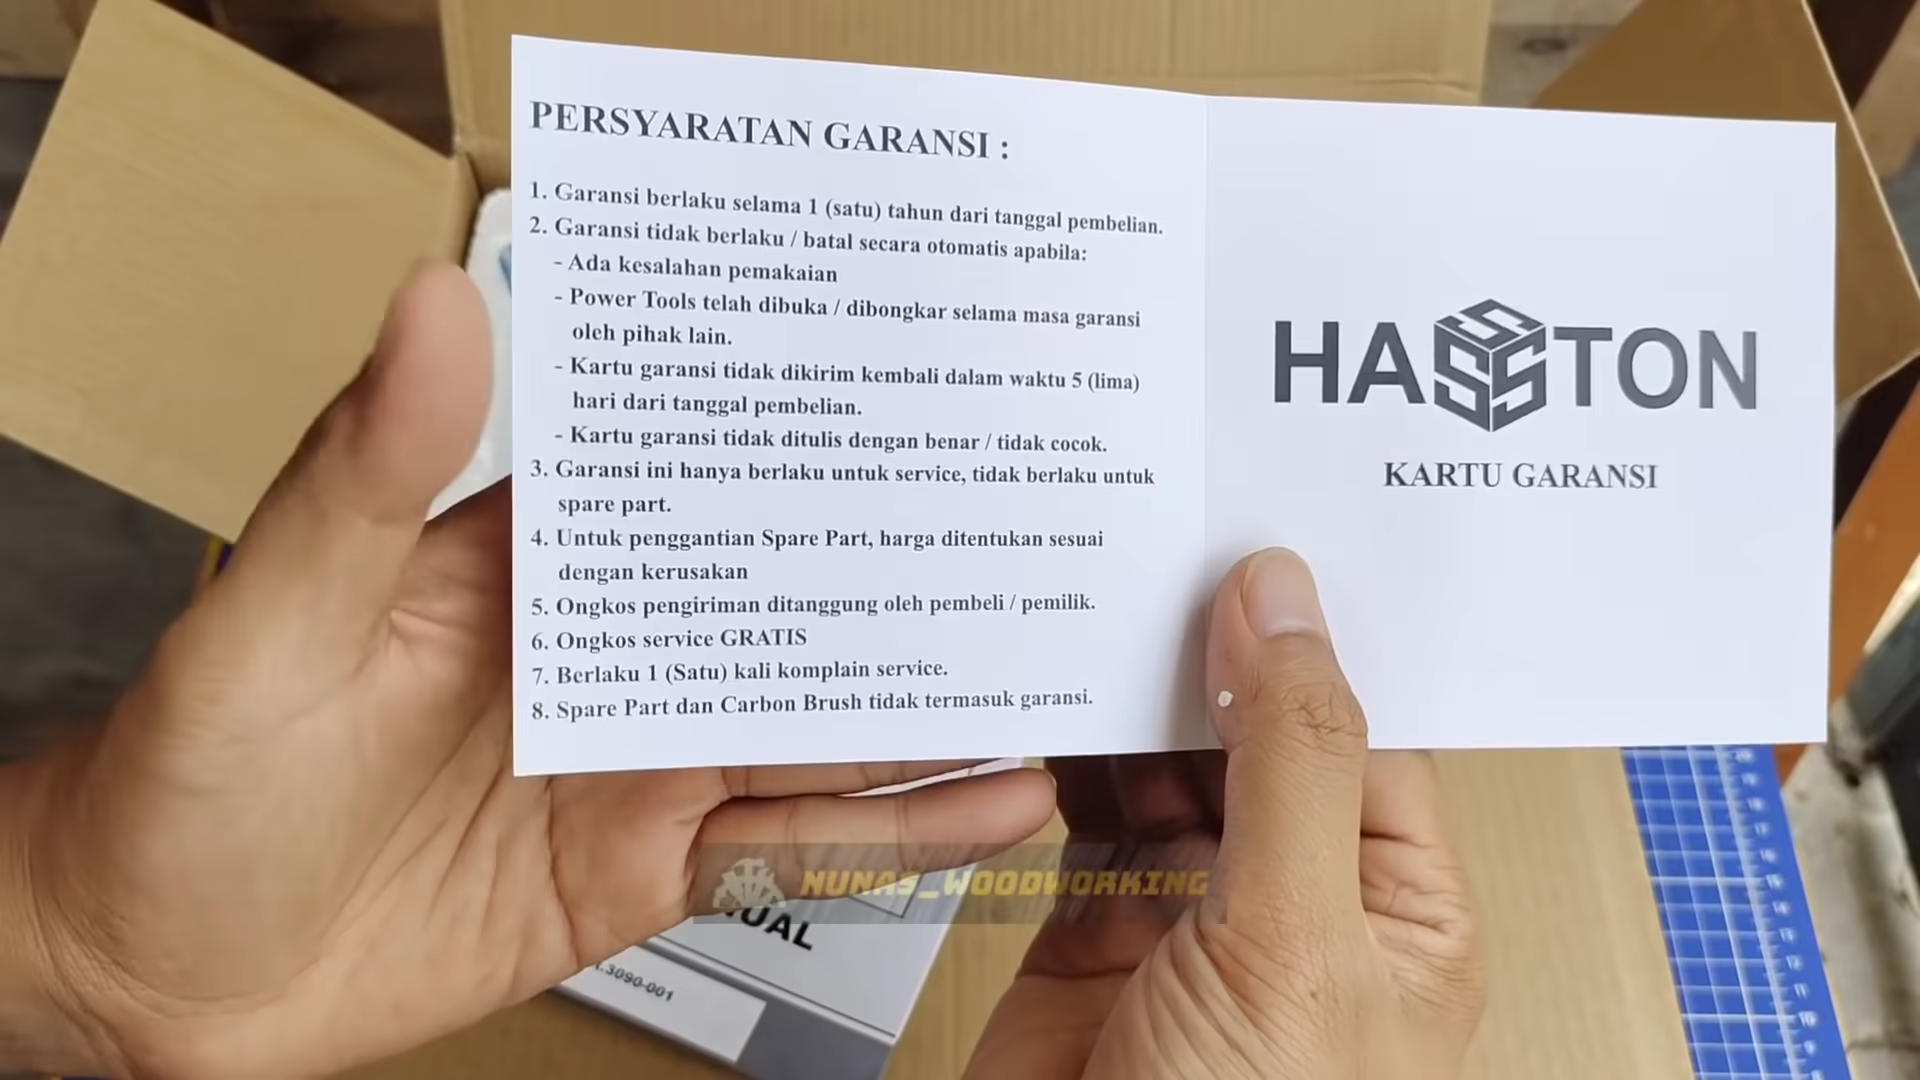 PERSYARATAN GARANSI :
1. Garansi berlaku selama 1 (satu) tahun dari tanggal pembelian.
2. Garansi tidak berlaku / batal secara otomatis apabila:
- Ada kesalahan pemakaian
- Power Tools telah dibuka / dibongkar selama masa garansi
oleh pihak lain.
- Kartu garansi tidak dikirim kembali dalam waktu 5 (lima)
hari dari tanggal pembelian.
- Kartu garansi tidak ditulis dengan benar / tidak cocok.
3. Garansi ini hanya berlaku untuk service, tidak berlaku untuk
spare part.
4. Untuk penggantian Spare Part, harga ditentukan sesuai
dengan kerusakan
5. Ongkos pengiriman ditanggung oleh pembeli / pemilik.
6. Ongkos service GRATIS
7. Berlaku 1 (Satu) kali komplain service.
8. Spare Part dan Carbon Brush tidak termasuk garansi.
HASSTON
KARTU GARANSI
NUNAS_WOODWORKING
3090-001